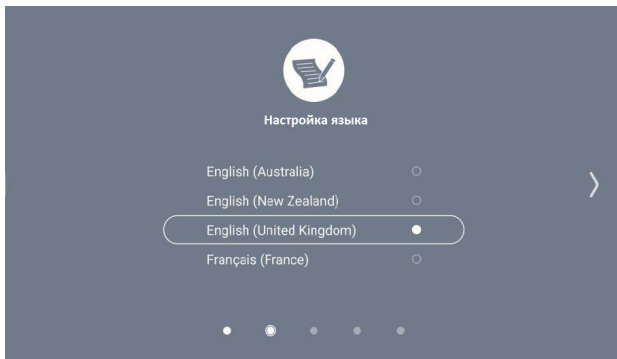 Настройка языка
English (Australia)
English (New Zealand)
English (United Kingdom)
Français (France)